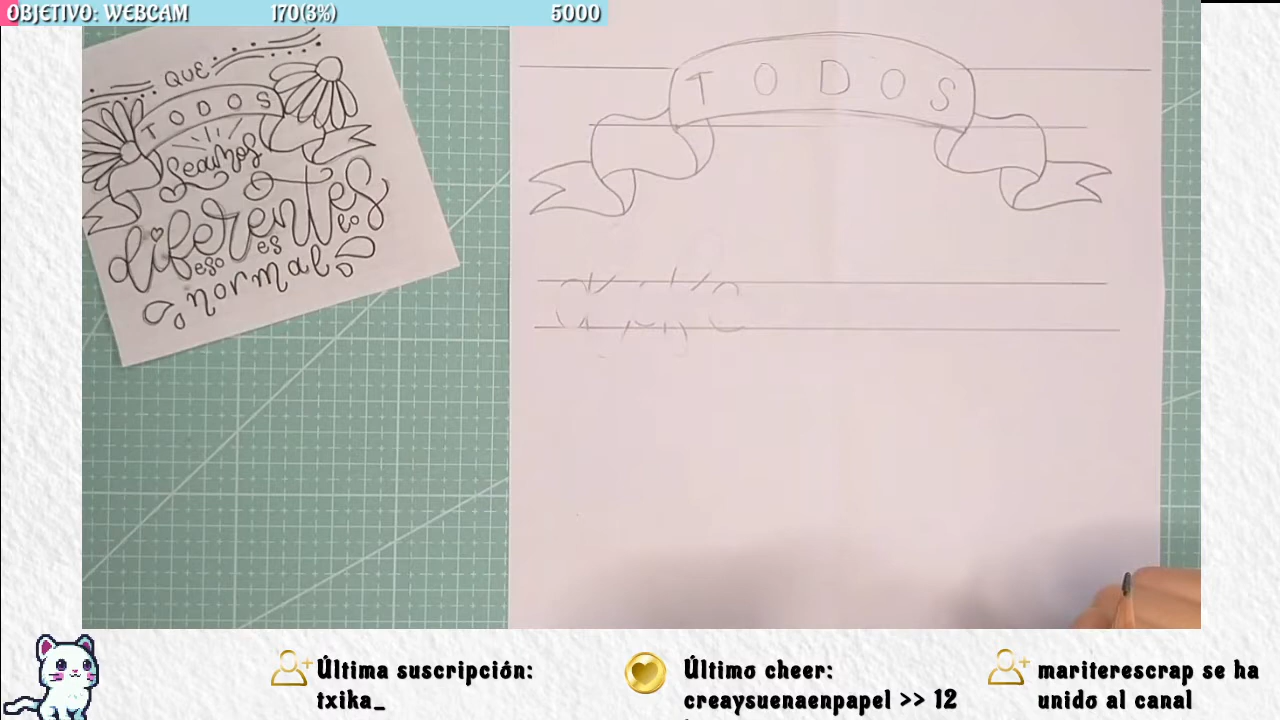 OBJETIVO: WEBCAM 170(3%) 5000
QUE
TODOS
Seamos
diferentes
eso es lo
normal
TODOS
Última suscripción:
txika_
Último cheer:
creaysuenaenpapel >> 12
mariterescrap se ha
unido al canal